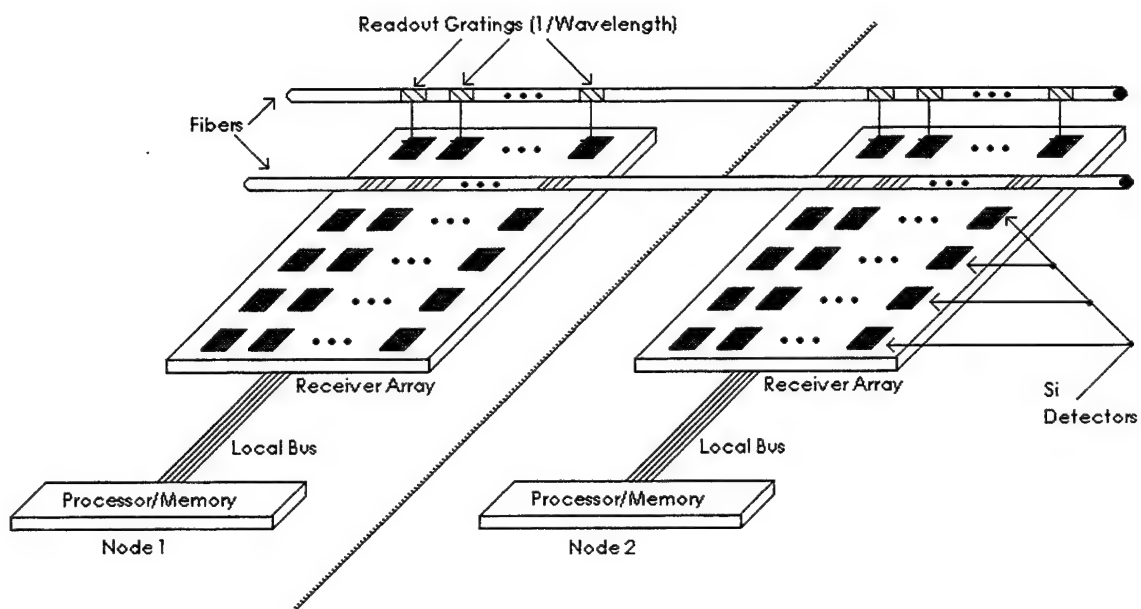 Readout Gratings (1/Wavelength)
Fibers
Receiver Array
Receiver Array
Si
Detectors
Local Bus
Local Bus
Processor/Memory
Processor/Memory
Node 1
Node 2